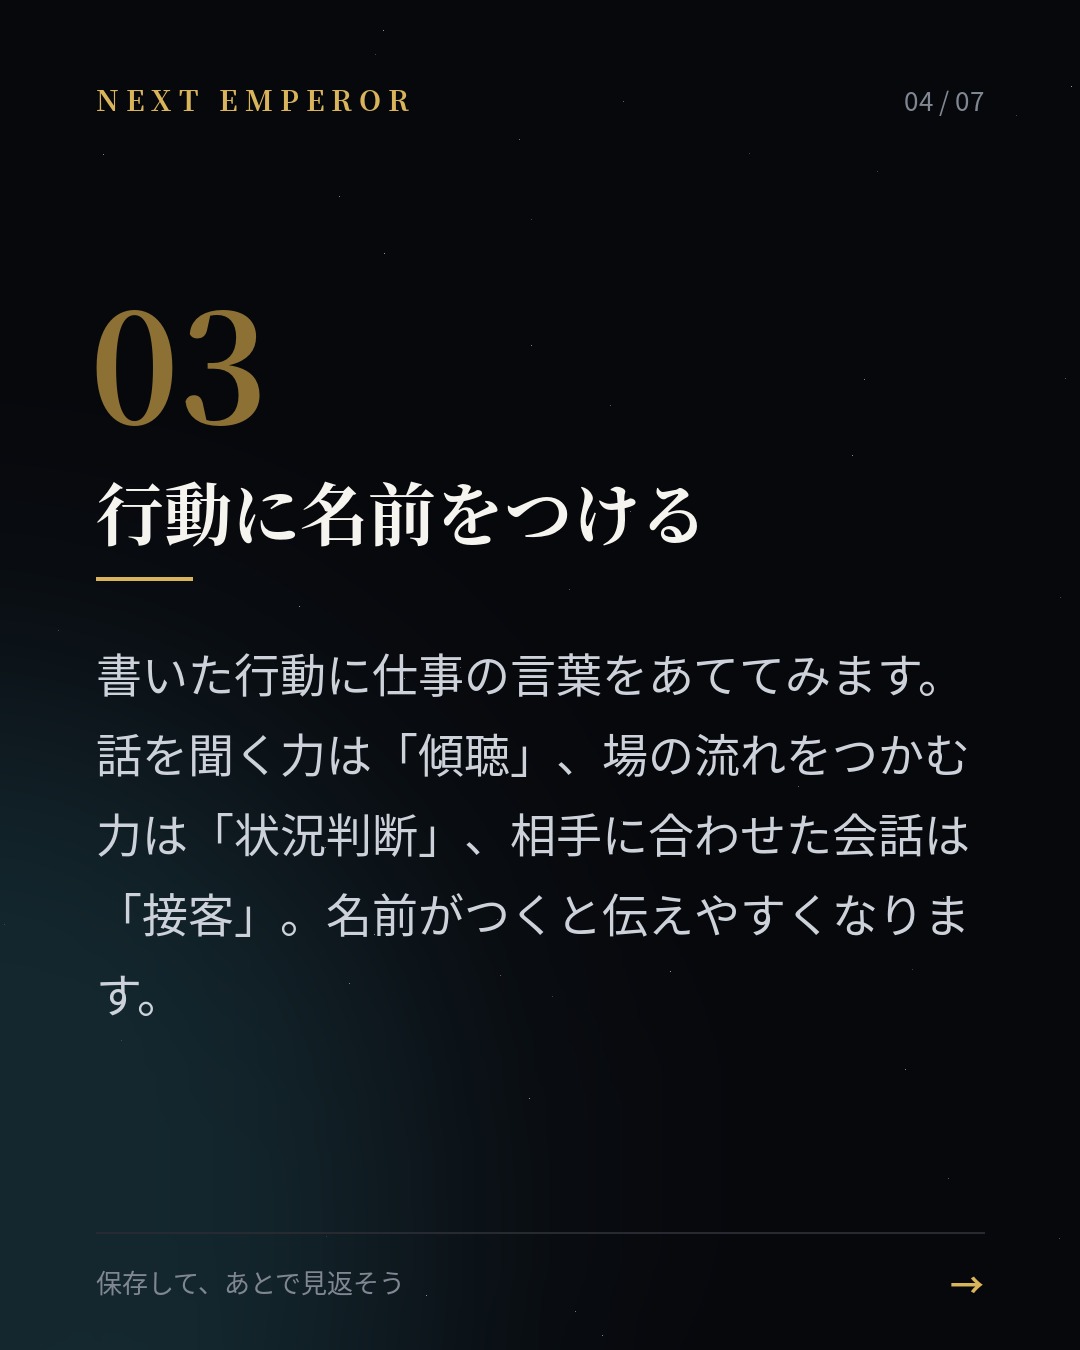 NEXT EMPEROR
04 / 07
03
行動に名前をつける
書いた行動に仕事の言葉をあててみます。
話を聞く力は「傾聴」、場の流れをつかむ
力は「状況判断」、相手に合わせた会話は
「接客」。名前がつくと伝えやすくなりま
す。
保存して、あとで見返そう
→